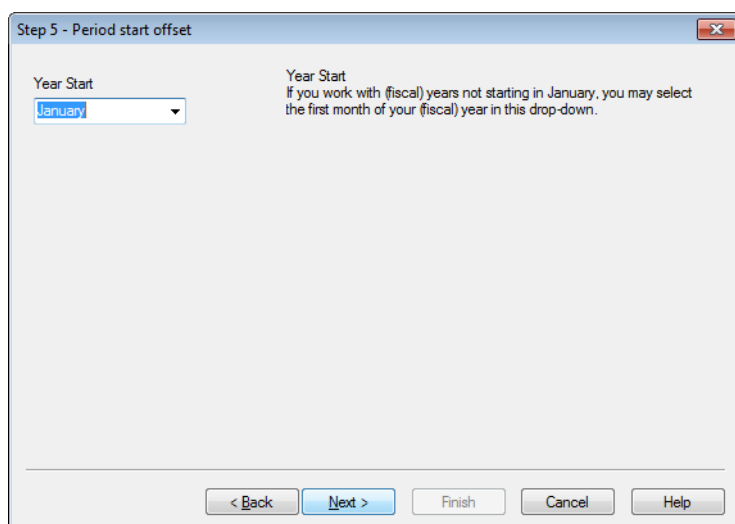 Step 5 - Period start offset
Year Start
January
Year Start
If you work with (fiscal) years not starting in January, you may select
the first month of your (fiscal) year in this drop-down.
< Back
Next >
Finish
Cancel
Help